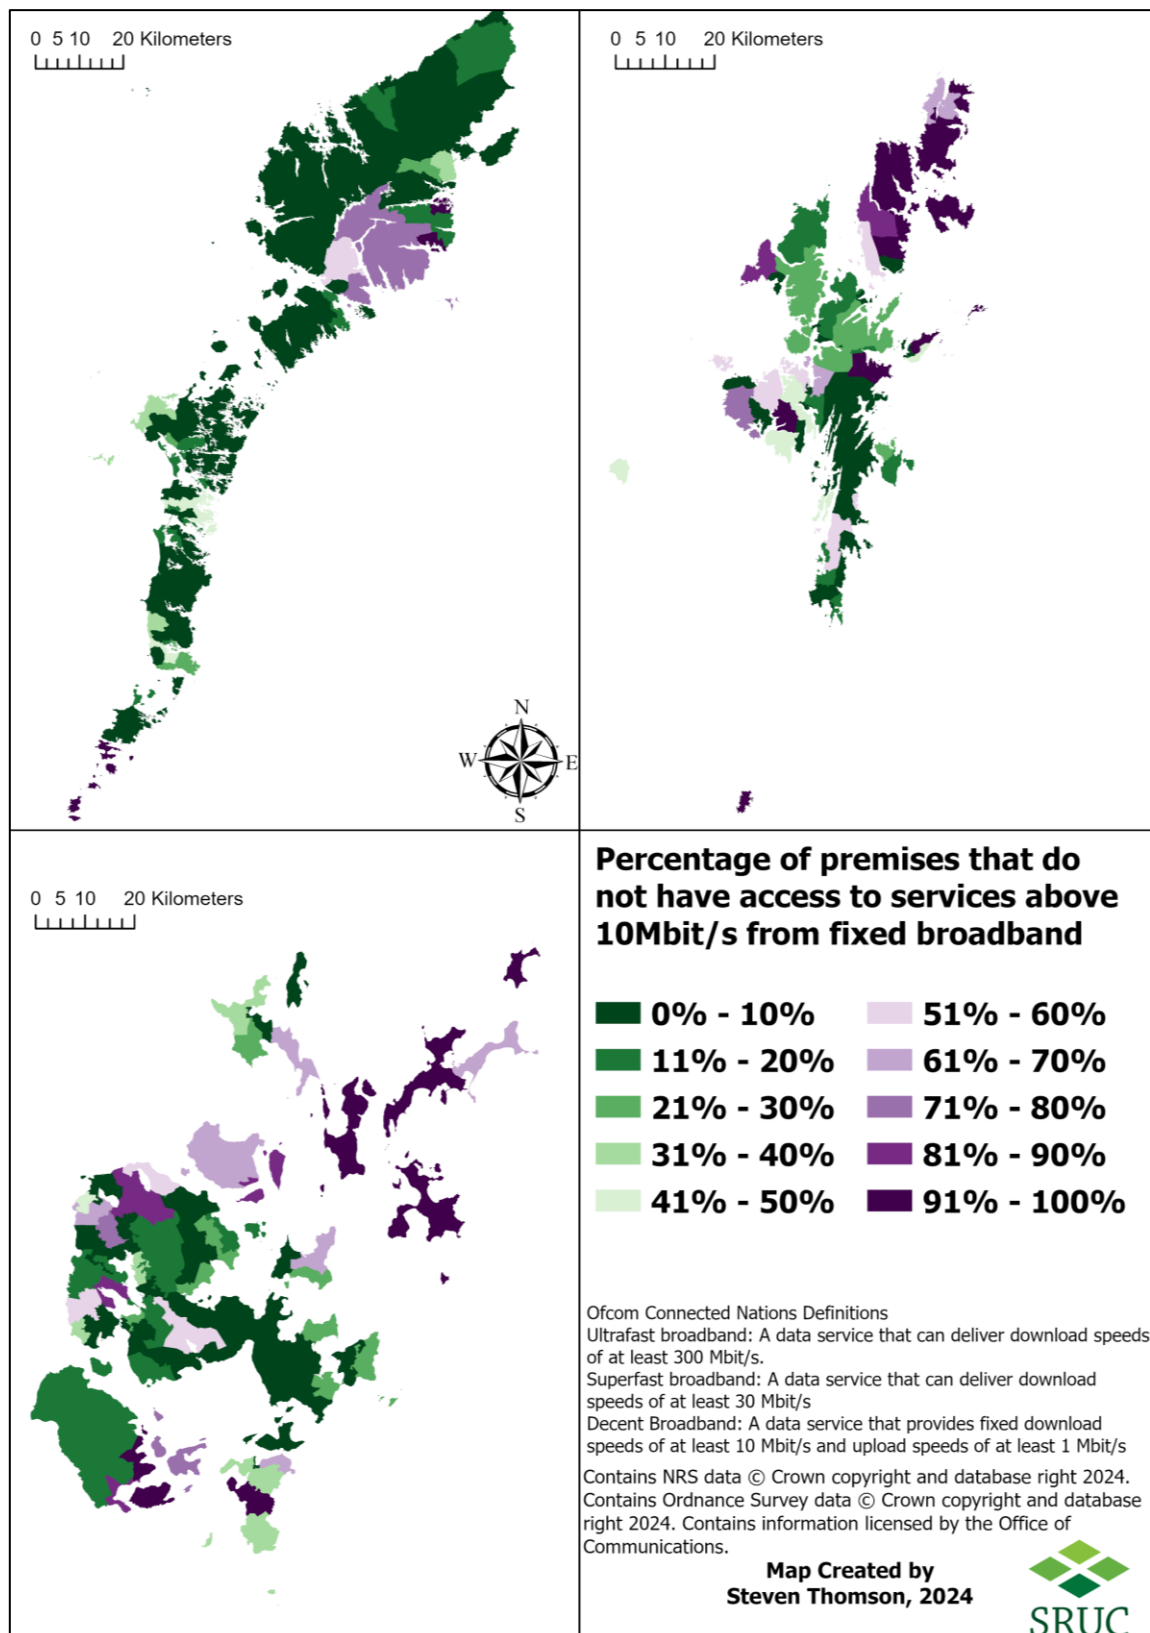 0 5 10 20 Kilometers
0 5 10 20 Kilometers
N
W E
S
0 5 10 20 Kilometers
Percentage of premises that do
not have access to services above
10Mbit/s from fixed broadband
0% - 10%
11% - 20%
21% - 30%
31% - 40%
41% - 50%
51% - 60%
61% - 70%
71% - 80%
81% - 90%
91% - 100%
Ofcom Connected Nations Definitions
Ultrafast broadband: A data service that can deliver download speeds
of at least 300 Mbit/s.
Superfast broadband: A data service that can deliver download
speeds of at least 30 Mbit/s
Decent Broadband: A data service that provides fixed download
speeds of at least 10 Mbit/s and upload speeds of at least 1 Mbit/s
Contains NRS data © Crown copyright and database right 2024.
Contains Ordnance Survey data © Crown copyright and database
right 2024. Contains information licensed by the Office of
Communications.
Map Created by
Steven Thomson, 2024
SRUC